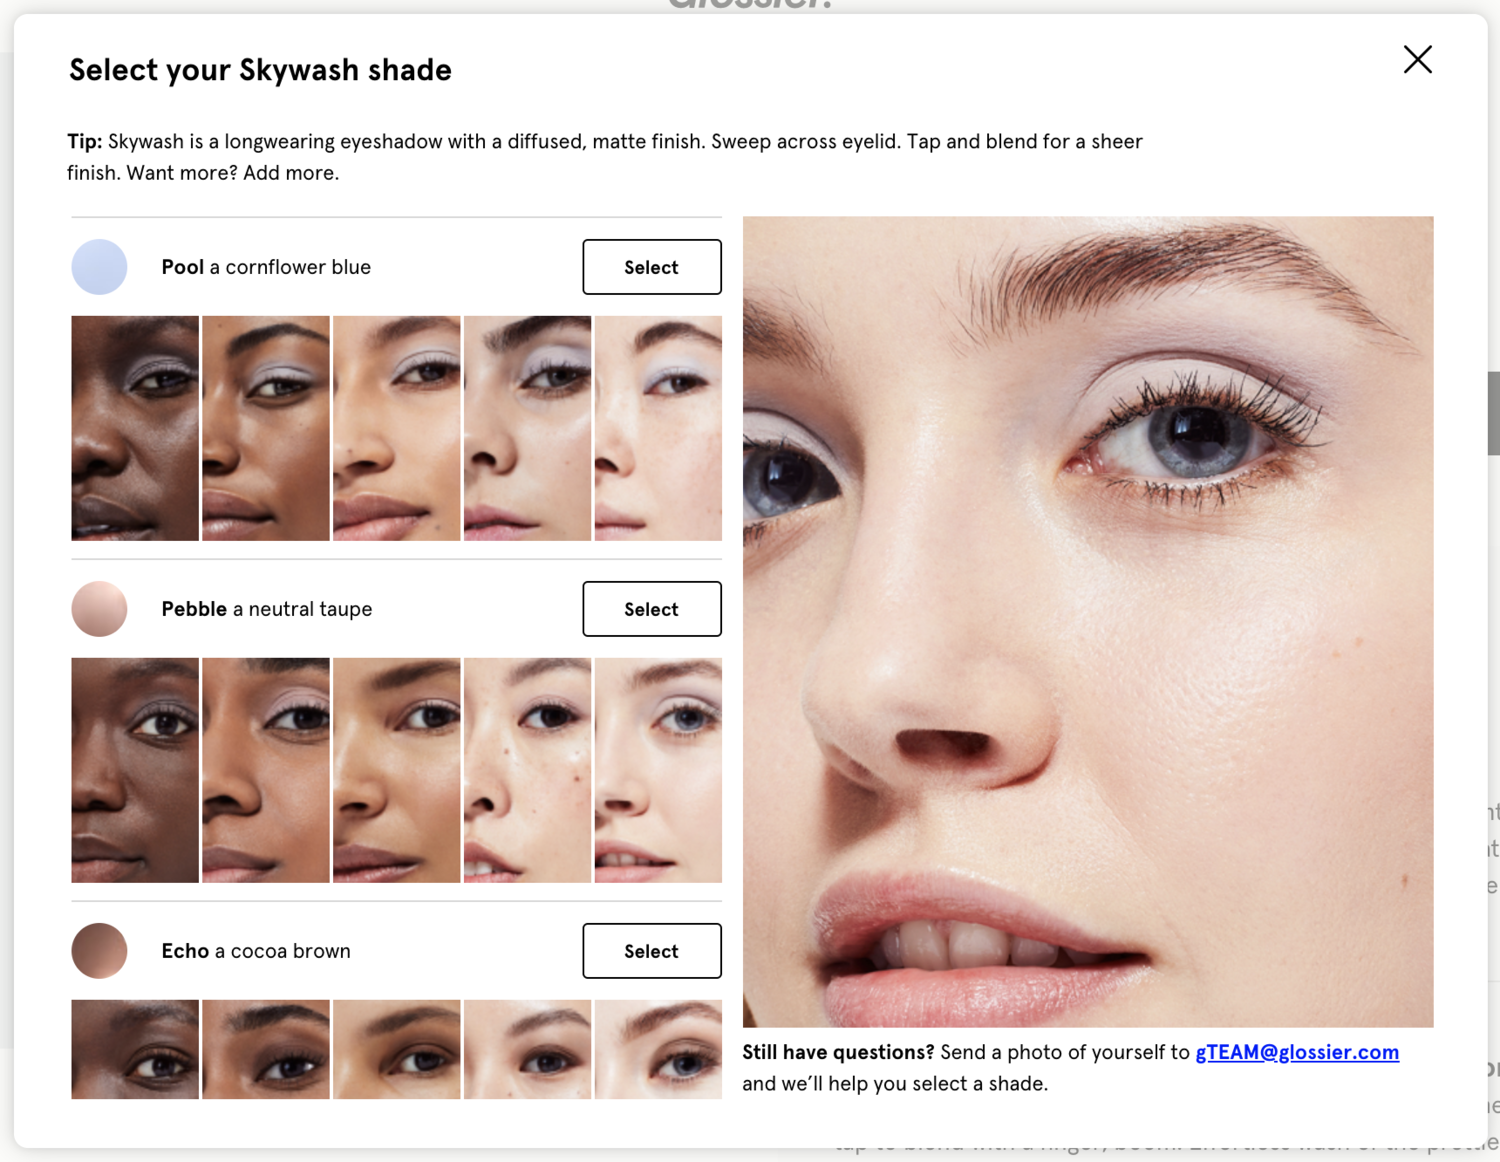 Glossier.
Select your Skywash shade
Tip: Skywash is a longwearing eyeshadow with a diffused, matte finish. Sweep across eyelid. Tap and blend for a sheer
finish. Want more? Add more.
Pool a cornflower blue
Select
Pebble a neutral taupe
Select
Echo a cocoa brown
Select
Still have questions? Send a photo of yourself to gTEAM@glossier.com
and we’ll help you select a shade.